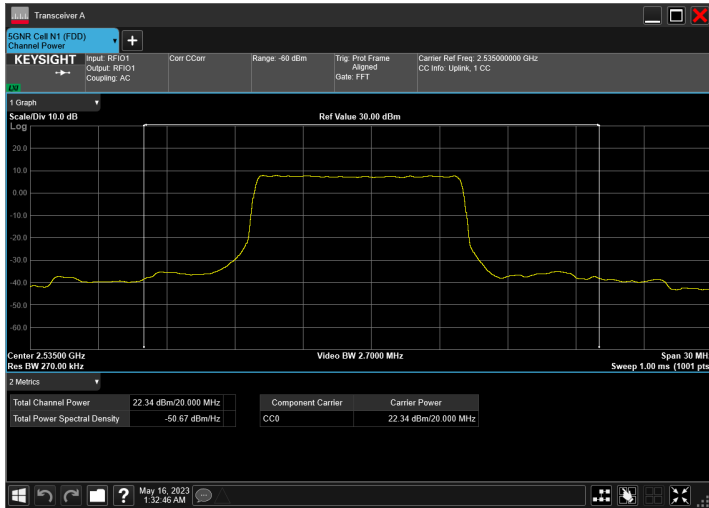 Transceiver A
5GNR Cell N1 (FDD)
Channel Power
KEYSIGHT
LXI
Input: RFIO1
Output: RFIO1
Coupling: AC
Corr CCorr
Range: -60 dBm
Trig: Prot Frame
Aligned
Gate: FFT
Carrier Ref Freq: 2.535000000 GHz
CC Info: Uplink, 1 CC
1 Graph
Scale/Div 10.0 dB
Ref Value 30.00 dBm
Log
20.0
10.0
0.00
-10.0
-20.0
-30.0
-40.0
-50.0
-60.0
Center 2.53500 GHz
Video BW 2.7000 MHz
Span 30 MH
Res BW 270.00 kHz
Sweep 1.00 ms (1001 pts
2 Metrics
Total Channel Power 22.34 dBm/20.000 MHz
Total Power Spectral Density -50.67 dBm/Hz
Component Carrier Carrier Power
CC0 22.34 dBm/20.000 MHz
?
May 16, 2023
1:32:46 AM